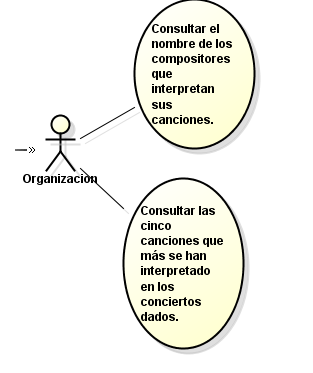 Consultar el
nombre de los
compositores
que
interpretan
sus
canciones.
Organizacion
Consultar las
cinco
canciones que
más se han
interpretado
en los
conciertos
dados.